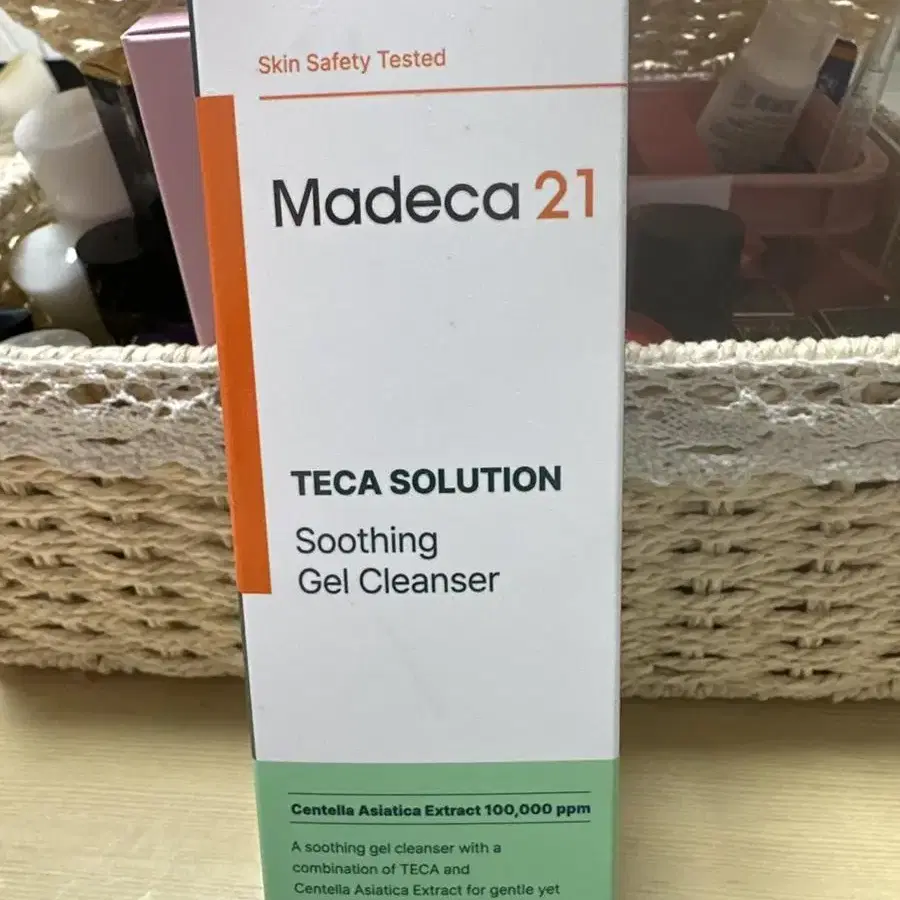 Skin Safety Tested
Madeca 21
TECA SOLUTION
Soothing
Gel Cleanser
Centella Asiatica Extract 100,000 ppm
A soothing gel cleanser with a
combination of TECA and
Centella Asiatica Extract for gentle yet